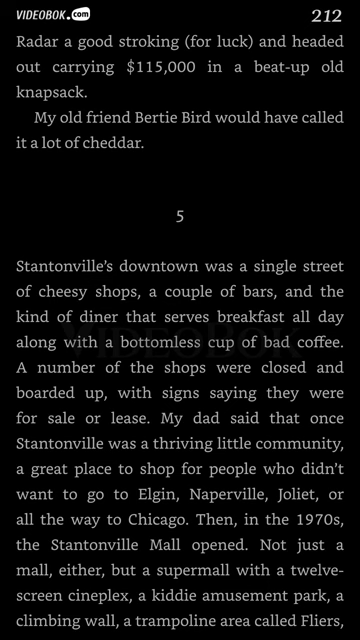 VIDEOBOK.com
212
Radar a good stroking (for luck) and headed
out carrying $115,000 in a beat-up old
knapsack.
My old friend Bertie Bird would have called
it a lot of cheddar.
5
Stantonville’s downtown was a single street
of cheesy shops, a couple of bars, and the
kind of diner that serves breakfast all day
along with a bottomless cup of bad coffee.
A number of the shops were closed and
boarded up, with signs saying they were
for sale or lease. My dad said that once
Stantonville was a thriving little community,
a great place to shop for people who didn’t
want to go to Elgin, Naperville, Joliet, or
all the way to Chicago. Then, in the 1970s,
the Stantonville Mall opened. Not just a
mall, either, but a supermall with a twelve-
screen cineplex, a kiddie amusement park, a
climbing wall, a trampoline area called Fliers,
VIDEOBOK